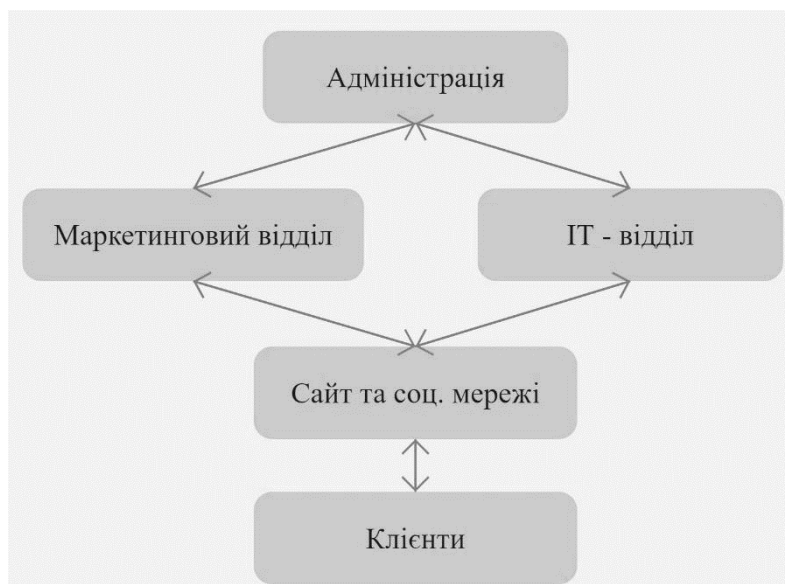 Адміністрація
Маркетинговий відділ
ІТ - відділ
Сайт та соц. мережі
Клієнти